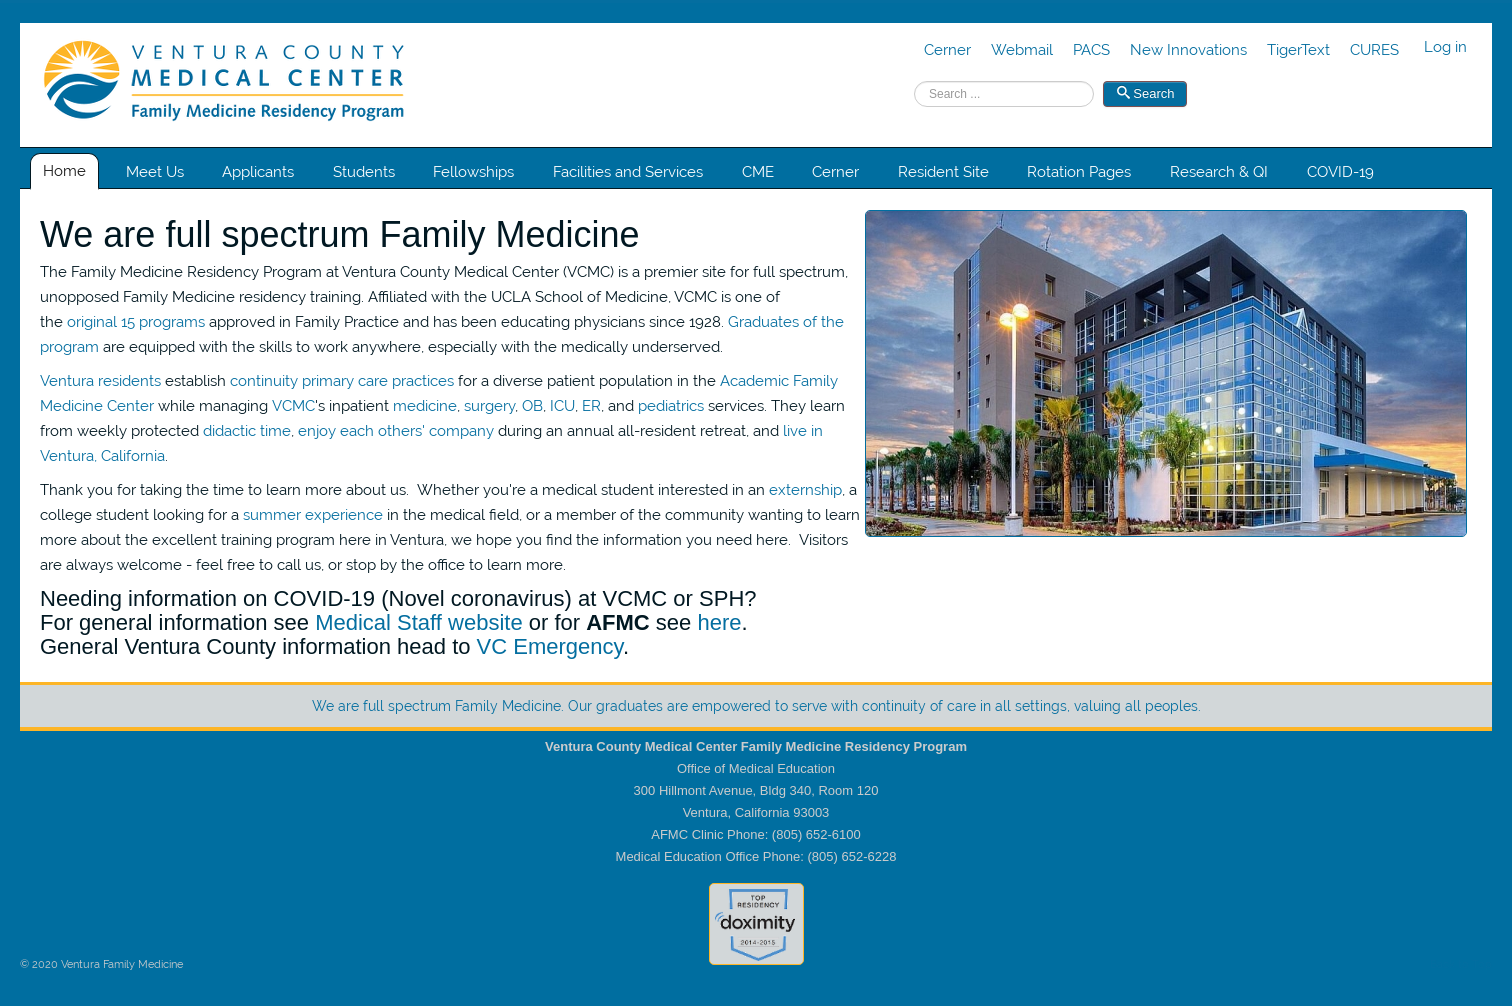 VENTURA COUNTY
MEDICAL CENTER
Family Medicine Residency Program
Cerner Webmail PACS New Innovations TigerText CURES Log in
Search ... Search
Home Meet Us Applicants Students Fellowships Facilities and Services CME Cerner Resident Site Rotation Pages Research & QI COVID-19
We are full spectrum Family Medicine
The Family Medicine Residency Program at Ventura County Medical Center (VCMC) is a premier site for full spectrum,
unopposed Family Medicine residency training. Affiliated with the UCLA School of Medicine, VCMC is one of
the original 15 programs approved in Family Practice and has been educating physicians since 1928. Graduates of the
program are equipped with the skills to work anywhere, especially with the medically underserved.
Ventura residents establish continuity primary care practices for a diverse patient population in the Academic Family
Medicine Center while managing VCMC's inpatient medicine, surgery, OB, ICU, ER, and pediatrics services. They learn
from weekly protected didactic time, enjoy each others' company during an annual all-resident retreat, and live in
Ventura, California.
Thank you for taking the time to learn more about us.  Whether you're a medical student interested in an externship, a
college student looking for a summer experience in the medical field, or a member of the community wanting to learn
more about the excellent training program here in Ventura, we hope you find the information you need here.  Visitors
are always welcome - feel free to call us, or stop by the office to learn more.
Needing information on COVID-19 (Novel coronavirus) at VCMC or SPH?
For general information see Medical Staff website or for AFMC see here.
General Ventura County information head to VC Emergency.
We are full spectrum Family Medicine. Our graduates are empowered to serve with continuity of care in all settings, valuing all peoples.
Ventura County Medical Center Family Medicine Residency Program
Office of Medical Education
300 Hillmont Avenue, Bldg 340, Room 120
Ventura, California 93003
AFMC Clinic Phone: (805) 652-6100
Medical Education Office Phone: (805) 652-6228
TOP
RESIDENCY
doximity
2014-2015
© 2020 Ventura Family Medicine